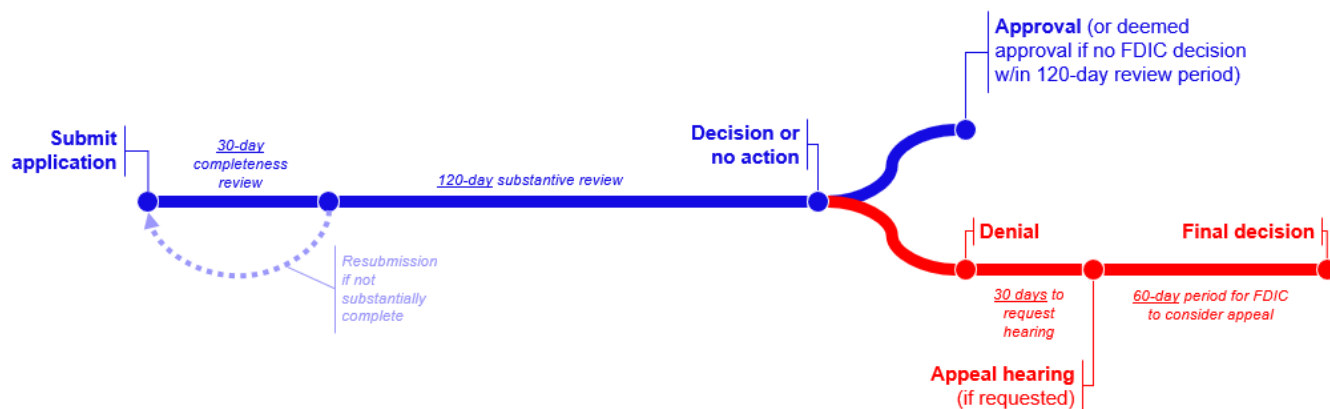 Submit
application
30-day
completeness
review
Resubmission
if not
substantially
complete
120-day substantive review
Decision or
no action
Approval (or deemed
approval if no FDIC decision
w/in 120-day review period)
Denial
30 days to
request
hearing
Appeal hearing
(if requested)
60-day period for FDIC
to consider appeal
Final decision